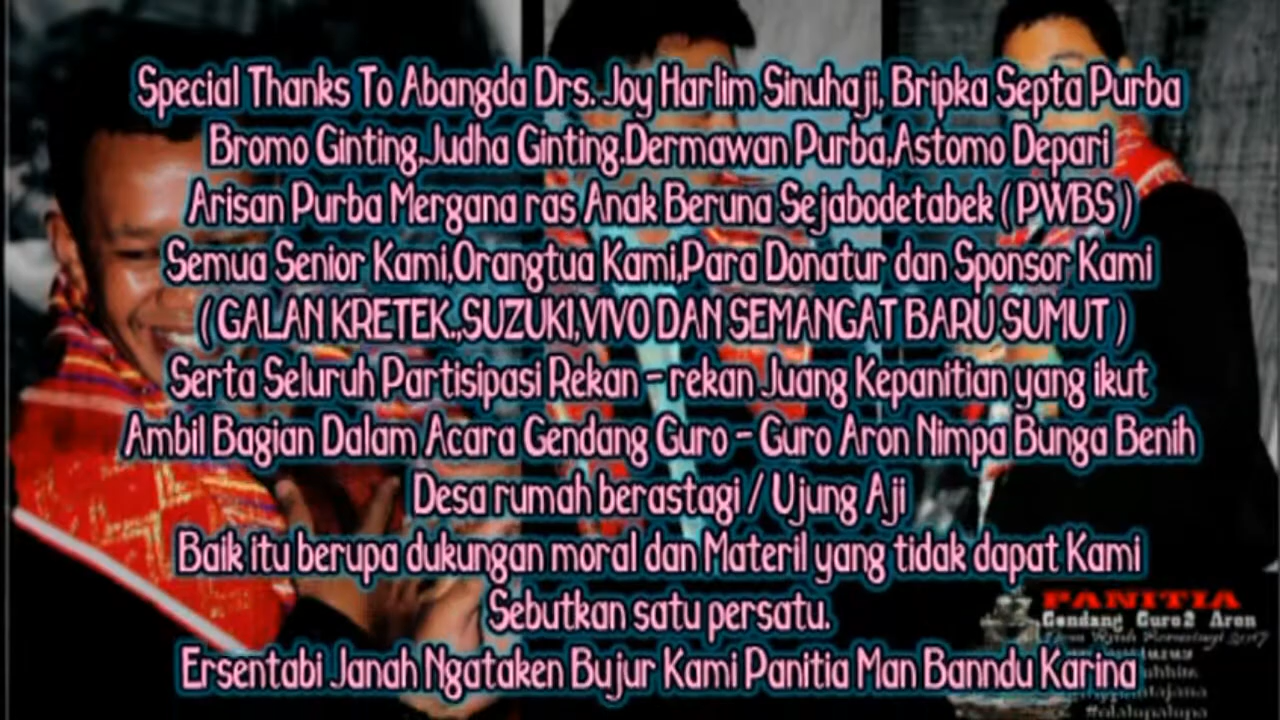 Special Thanks To Abangda Drs. Joy Harlim Sinuhaji, Bripka Septa Purba
Bromo Ginting,Judha Ginting.Dermawan Purba,Astomo Depari
Arisan Purba Mergana ras Anak Beruna Sejabodetabek ( PWBS )
Semua Senior Kami,Orangtua Kami,Para Donatur dan Sponsor Kami
( GALAN KRETEK.,SUZUKI,VIVO DAN SEMANGAT BARU SUMUT )
Serta Seluruh Partisipasi Rekan - rekan Juang Kepanitian yang ikut
Ambil Bagian Dalam Acara Gendang Guro - Guro Aron Nimpa Bunga Benih
Desa rumah berastagi / Ujung Aji
Baik itu berupa dukungan moral dan Materil yang tidak dapat Kami
Sebutkan satu persatu.
Ersentabi Janah Ngataken Bujur Kami Panitia Man Banndu Karina
PANITIA
Gendang Guro2 Aron